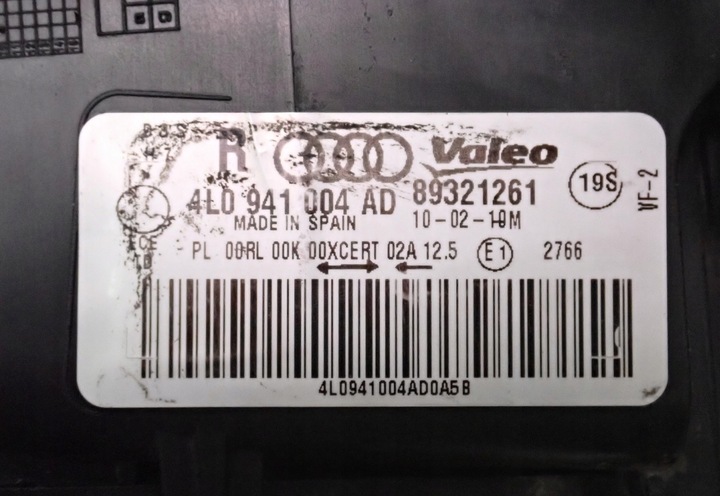 R Valeo
4L0 941 004 AD 89321261 19S
MADE IN SPAIN 10-02-10M VF-2
PL 00RL 00K 00XCERT 02A 12.5 E1 2766
4L0941004AD0A5B